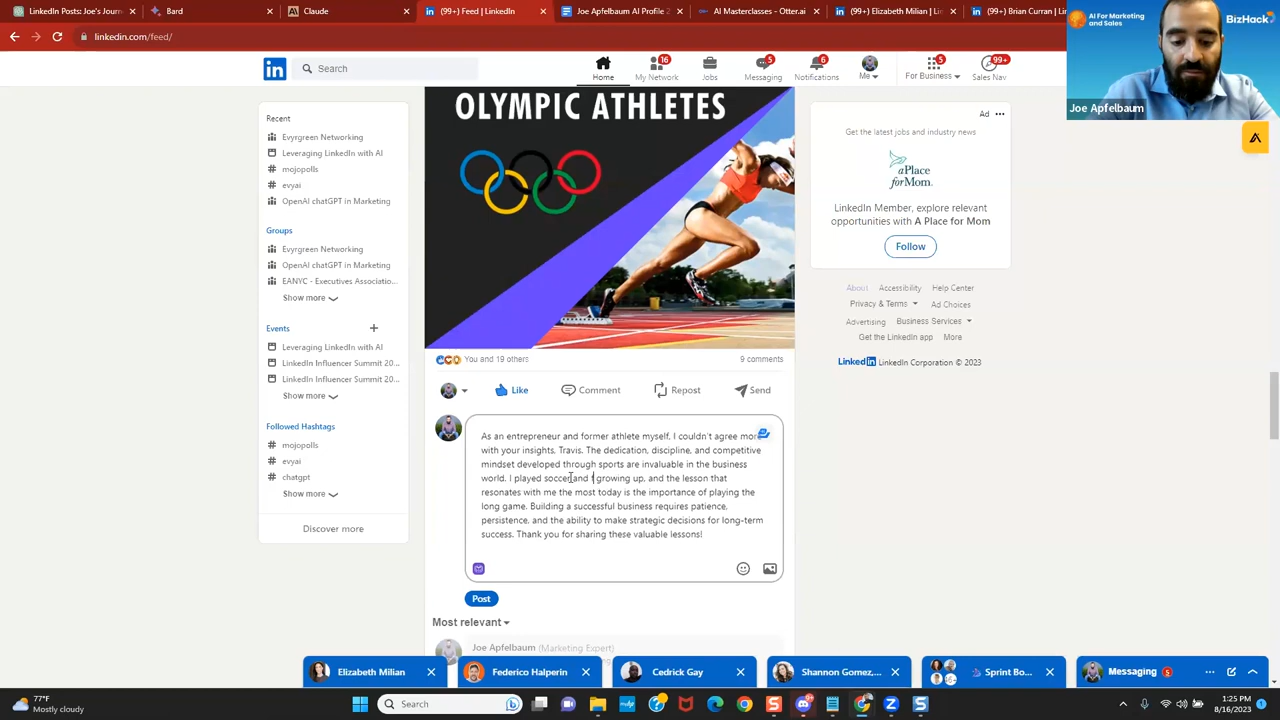 LinkedIn Posts: Joe's Journ
Bard
Claude
(99+) Feed | LinkedIn
Joe Apfelbaum AI Profile 2
AI Masterclasses - Otter.ai
(99+) Elizabeth Milian | L
(99+) Brian Curran | L
linkedin.com/feed/
AI For Marketing and Sales
BizHack
Joe Apfelbaum
in
Search
Home
16
My Network
Jobs
5
Messaging
6
Notifications
Me
5
For Business
99+
Sales Nav
Recent
Evyrgreen Networking
Leveraging LinkedIn with AI
mojopolls
evyai
OpenAI chatGPT in Marketing
Groups
Evyrgreen Networking
OpenAI chatGPT in Marketing
EANYC - Executives Associatio...
Show more
Events
Leveraging LinkedIn with AI
LinkedIn Influencer Summit 20...
LinkedIn Influencer Summit 20...
Show more
Followed Hashtags
mojopolls
evyai
chatgpt
Show more
Discover more
OLYMPIC ATHLETES
You and 19 others
9 comments
Like
Comment
Repost
Send
As an entrepreneur and former athlete myself, I couldn't agree more
with your insights, Travis. The dedication, discipline, and competitive
mindset developed through sports are invaluable in the business
world. I played soccer and f growing up, and the lesson that
resonates with me the most today is the importance of playing the
long game. Building a successful business requires patience,
persistence, and the ability to make strategic decisions for long-term
success. Thank you for sharing these valuable lessons!
Post
Most relevant
Joe Apfelbaum (Marketing Expert)
Ad
Get the latest jobs and industry news
aPlace
forMom.
LinkedIn Member, explore relevant
opportunities with A Place for Mom
Follow
About
Accessibility
Help Center
Privacy & Terms
Ad Choices
Advertising
Business Services
Get the LinkedIn app
More
LinkedIn LinkedIn Corporation © 2023
Elizabeth Milian
Federico Halperin
Cedrick Gay
Shannon Gomez,...
Sprint Bo...
Messaging
5
77°F
Mostly cloudy
Search
1:25 PM
8/16/2023